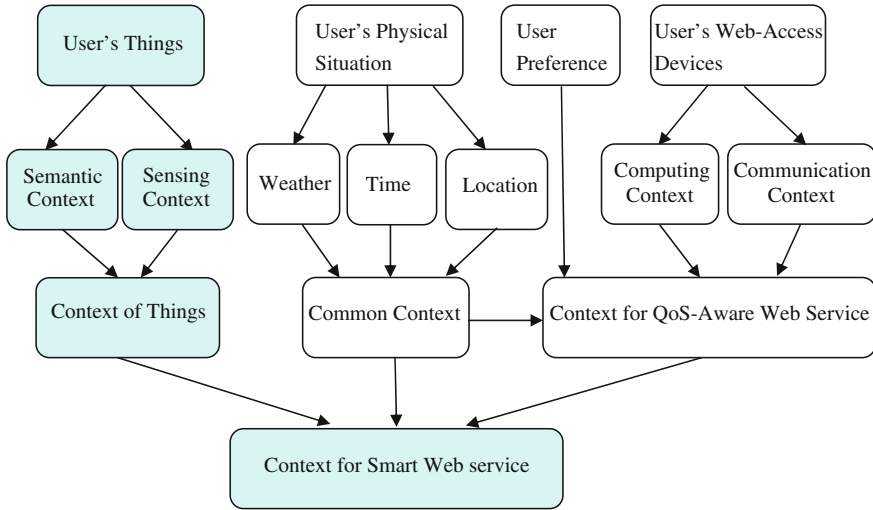 User's Things
User's Physical
Situation
User
Preference
User's Web-Access
Devices
Semantic
Context
Sensing
Context
Weather
Time
Location
Computing
Context
Communication
Context
Context of Things
Common Context
Context for QoS-Aware Web Service
Context for Smart Web service